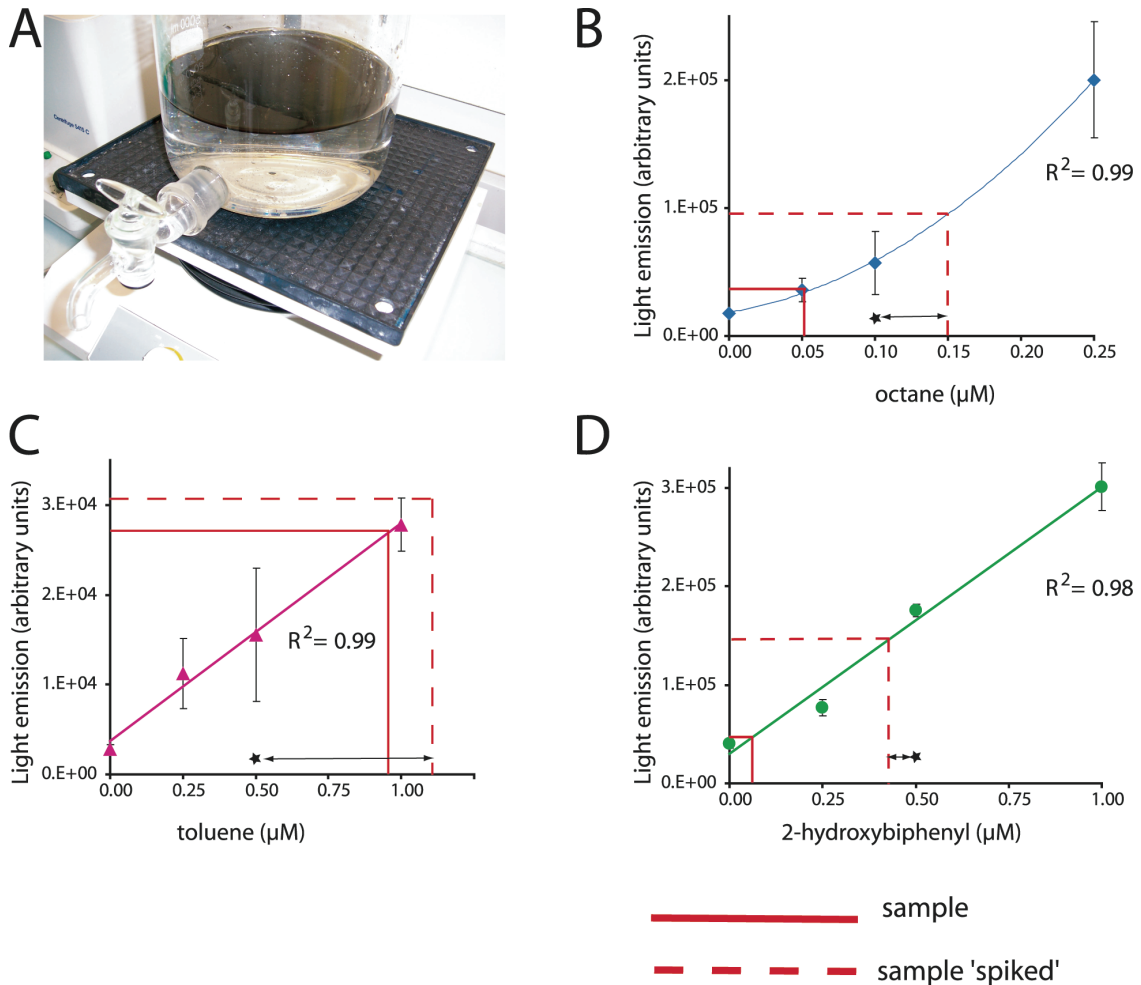 A
5000 ml
Centrifuge 5415 C
B
Light emission (arbitrary units)
2.E+05
1.E+05
0.E+00
0.00 0.05 0.10 0.15 0.20 0.25
octane (µM)
R²= 0.99
C
Light emission (arbitrary units)
3.E+04
2.E+04
1.E+04
0.E+00
0.00 0.25 0.50 1.00
toluene (µM)
R²= 0.99
D
Light emission (arbitrary units)
3.E+05
2.E+05
1.E+05
0.E+00
0.00 0.25 0.50 0.75 1.00
2-hydroxybiphenyl (µM)
R²= 0.98
sample
sample 'spiked'